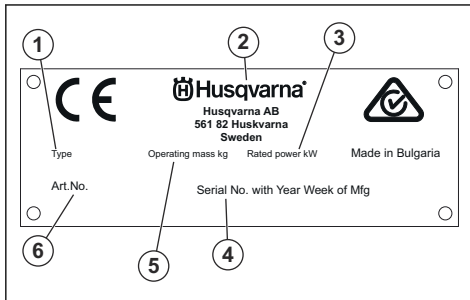 1
2
3
CE
Husqvarna®
Husqvarna AB
561 82 Huskvarna
Sweden
Type
Operating mass kg
Rated power kW
Made in Bulgaria
Art.No.
Serial No. with Year Week of Mfg
6
5
4